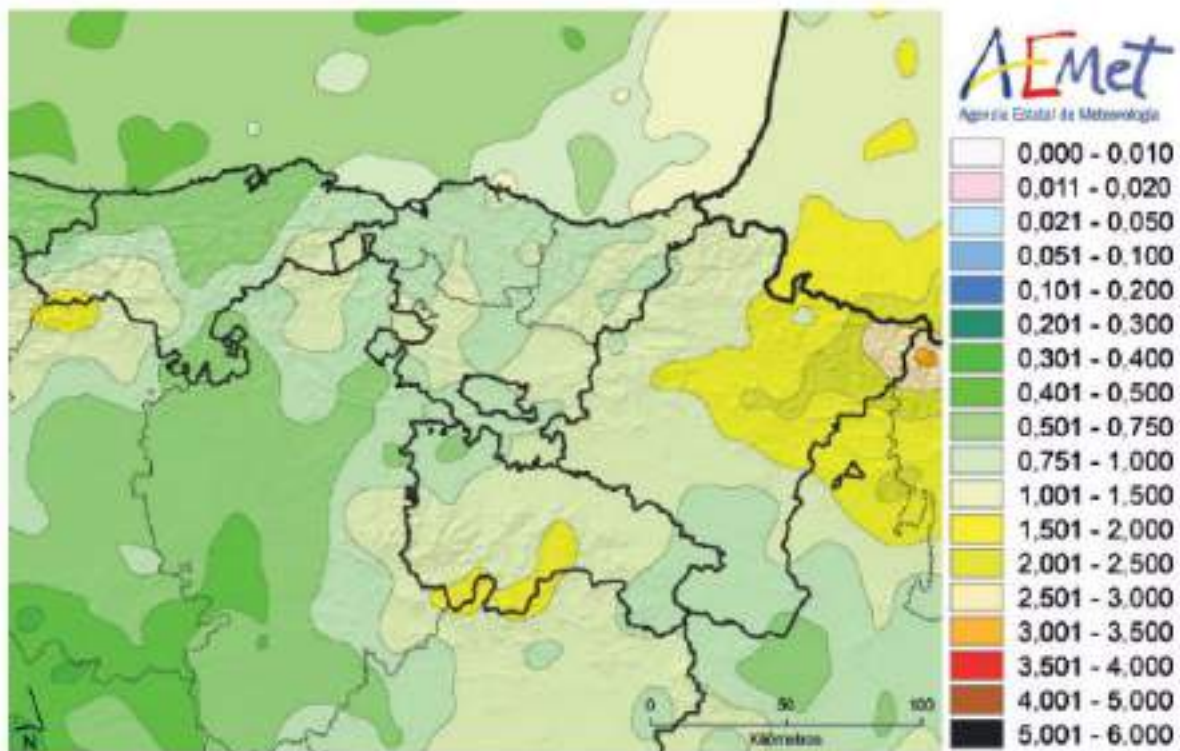 AEMet
Agencia Estatal de Meteorología
0,000 - 0,010
0,011 - 0,020
0,021 - 0,050
0,051 - 0,100
0,101 - 0,200
0,201 - 0,300
0,301 - 0,400
0,401 - 0,500
0,501 - 0,750
0,751 - 1,000
1,001 - 1,500
1,501 - 2,000
2,001 - 2,500
2,501 - 3,000
3,001 - 3,500
3,501 - 4,000
4,001 - 5,000
5,001 - 6,000
0 50 100
Kilómetros
N